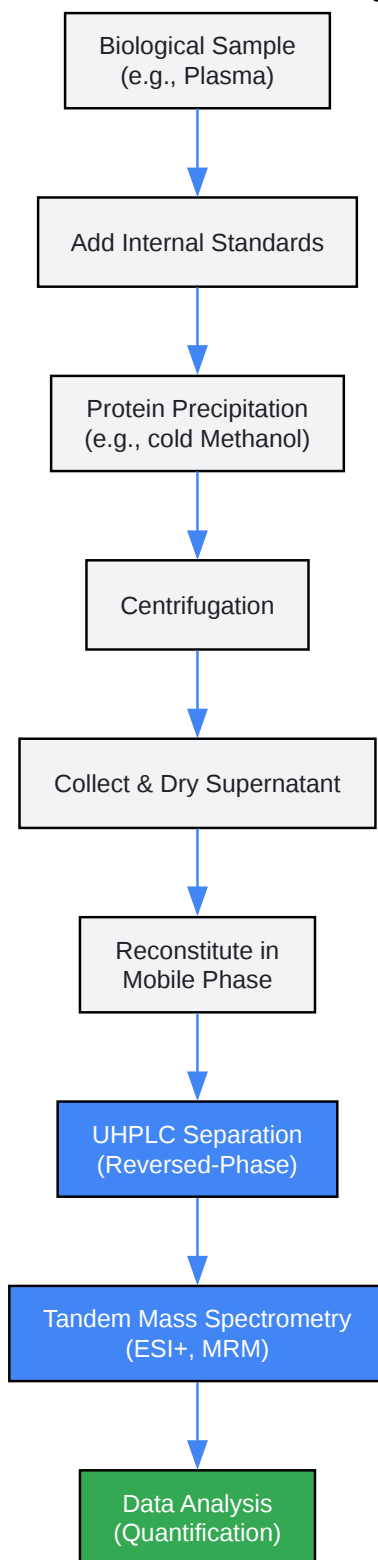 Biological Sample
(e.g., Plasma)
Add Internal Standards
Protein Precipitation
(e.g., cold Methanol)
Centrifugation
Collect & Dry Supernatant
Reconstitute in
Mobile Phase
UHPLC Separation
(Reversed-Phase)
Tandem Mass Spectrometry
(ESI+, MRM)
Data Analysis
(Quantification)